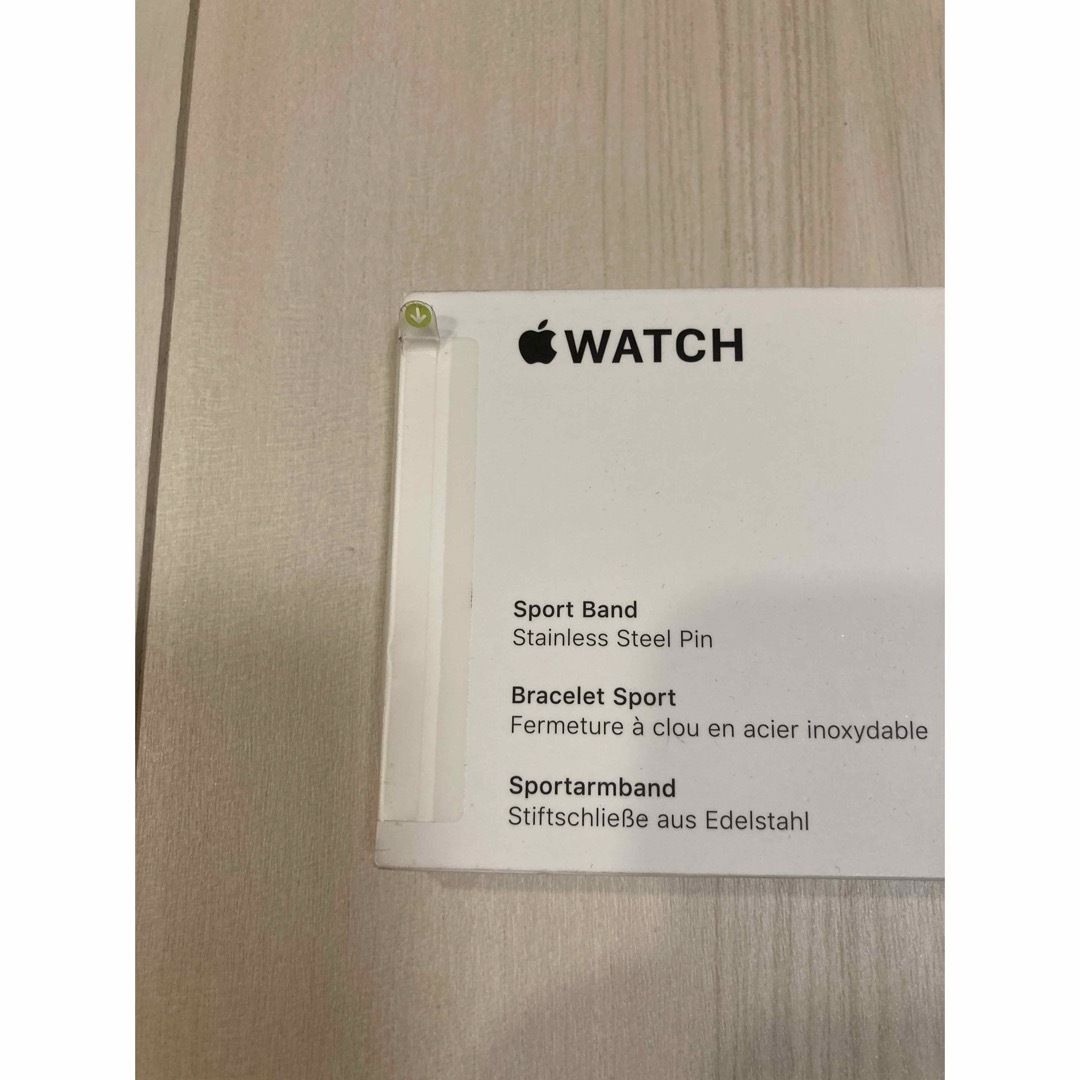 WATCH
Sport Band
Stainless Steel Pin
Bracelet Sport
Fermeture à clou en acier inoxydable
Sportarmband
Stiftschließe aus Edelstahl